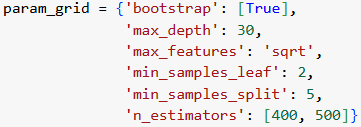 param_grid = {'bootstrap': [True],
'max_depth': 30,
'max_features': 'sqrt',
'min_samples_leaf': 2,
'min_samples_split': 5,
'n_estimators': [400, 500]}